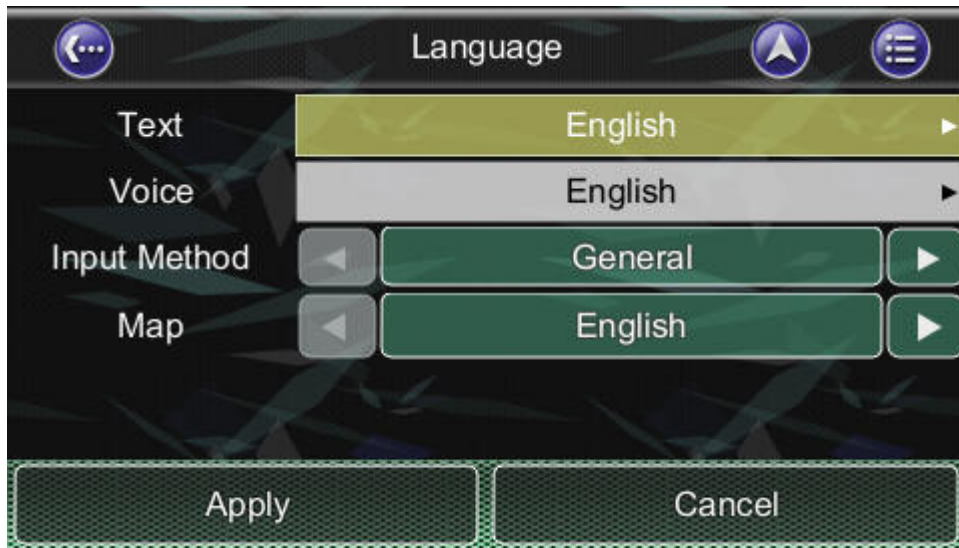 Language
Text English
Voice English
Input Method General
Map English
Apply Cancel